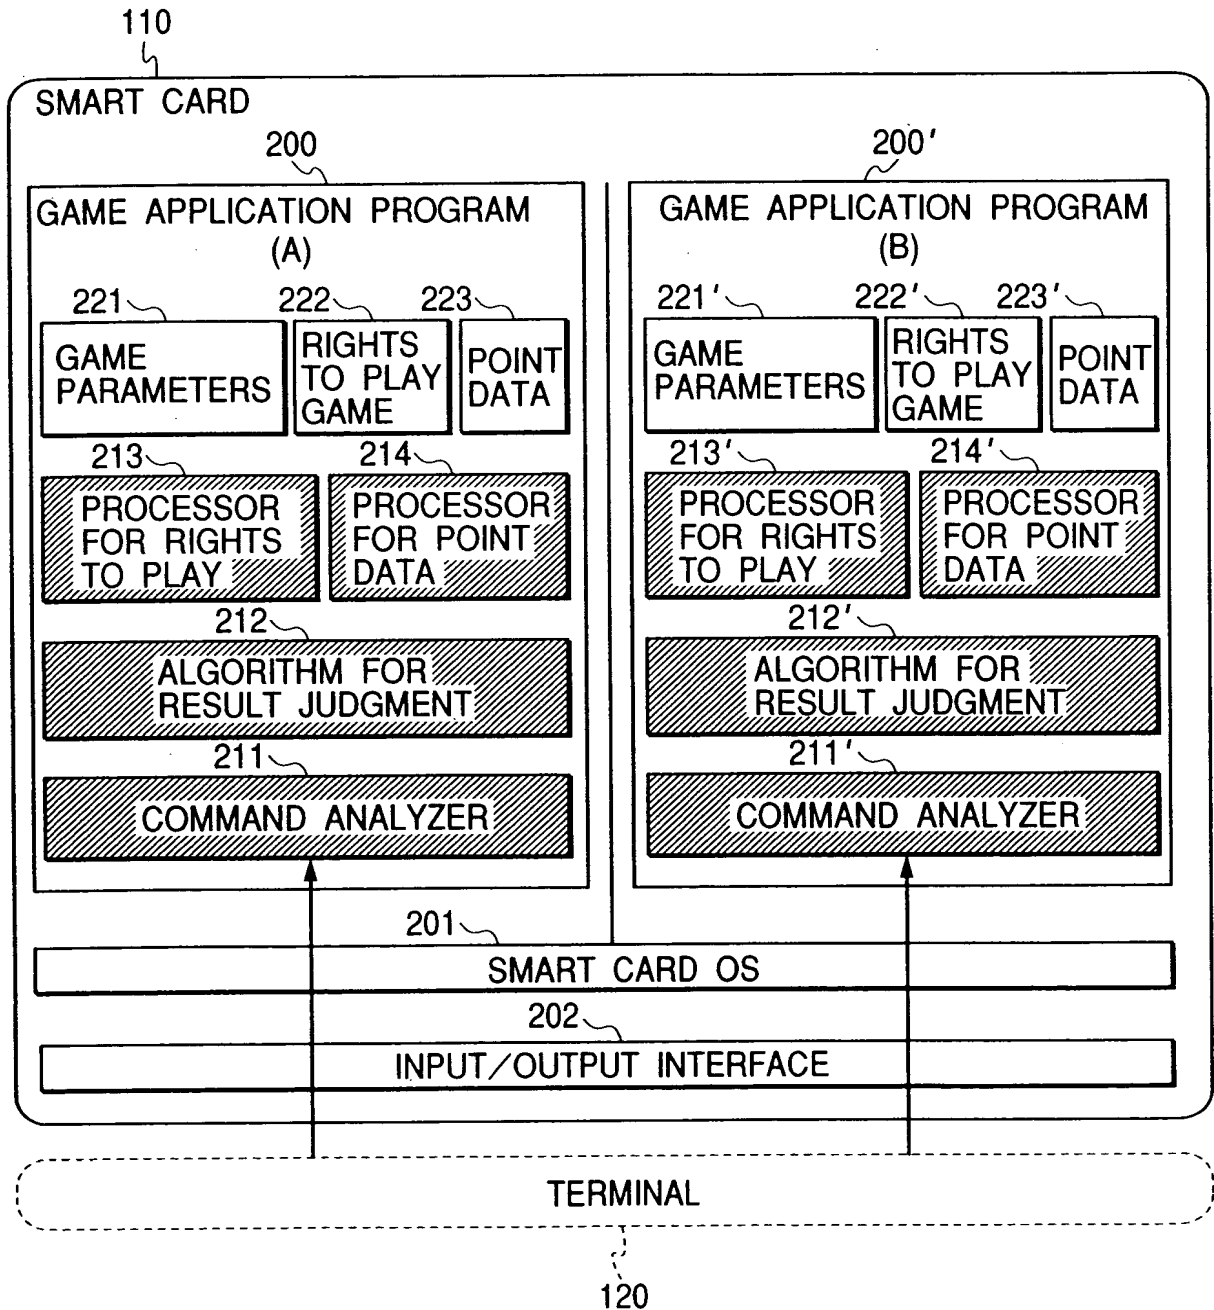 110
SMART CARD
200
GAME APPLICATION PROGRAM
(A)
221
222
223
GAME
PARAMETERS
RIGHTS
TO PLAY
GAME
POINT
DATA
213
214
PROCESSOR
FOR RIGHTS
TO PLAY
PROCESSOR
FOR POINT
DATA
212
ALGORITHM FOR
RESULT JUDGMENT
211
COMMAND ANALYZER
200'
GAME APPLICATION PROGRAM
(B)
221'
222'
223'
GAME
PARAMETERS
RIGHTS
TO PLAY
GAME
POINT
DATA
213'
214'
PROCESSOR
FOR RIGHTS
TO PLAY
PROCESSOR
FOR POINT
DATA
212'
ALGORITHM FOR
RESULT JUDGMENT
211'
COMMAND ANALYZER
201
SMART CARD OS
202
INPUT/OUTPUT INTERFACE
TERMINAL
120